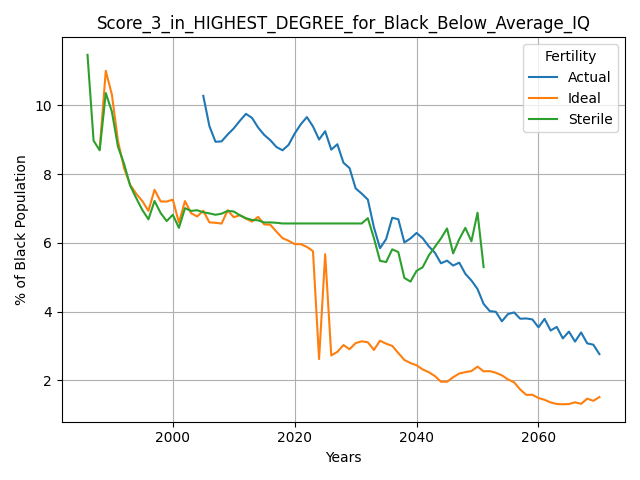 Score_3_in_HIGHEST_DEGREE_for_Black_Below_Average_IQ
Fertility
Actual
Ideal
Sterile
% of Black Population
10
8
6
4
2
2000
2020
2040
2060
Years